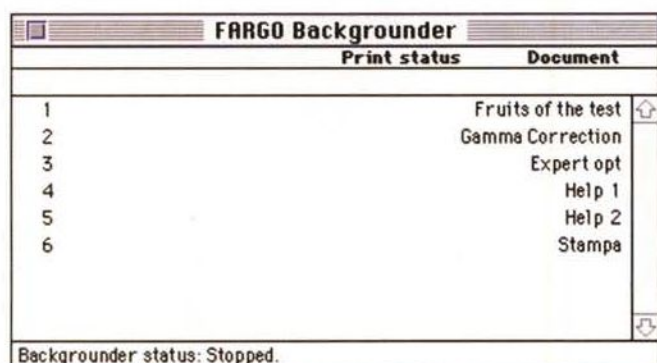 FARGO Backgrounder
Print status Document
1 Fruits of the test
2 Gamma Correction
3 Expert opt
4 Help 1
5 Help 2
6 Stampa
Backgrounder status: Stopped.